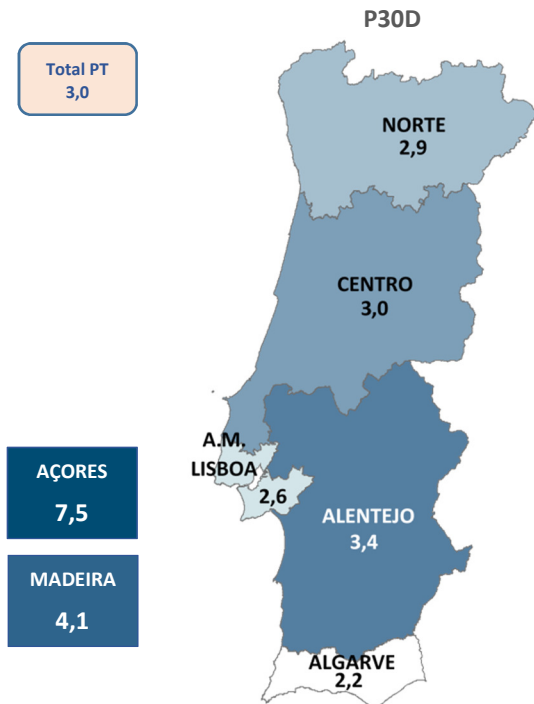 P30D
Total PT
3,0
NORTE
2,9
CENTRO
3,0
A.M.
LISBOA
2,6
AÇORES
7,5
ALENTEJO
3,4
MADEIRA
4,1
ALGARVE
2,2